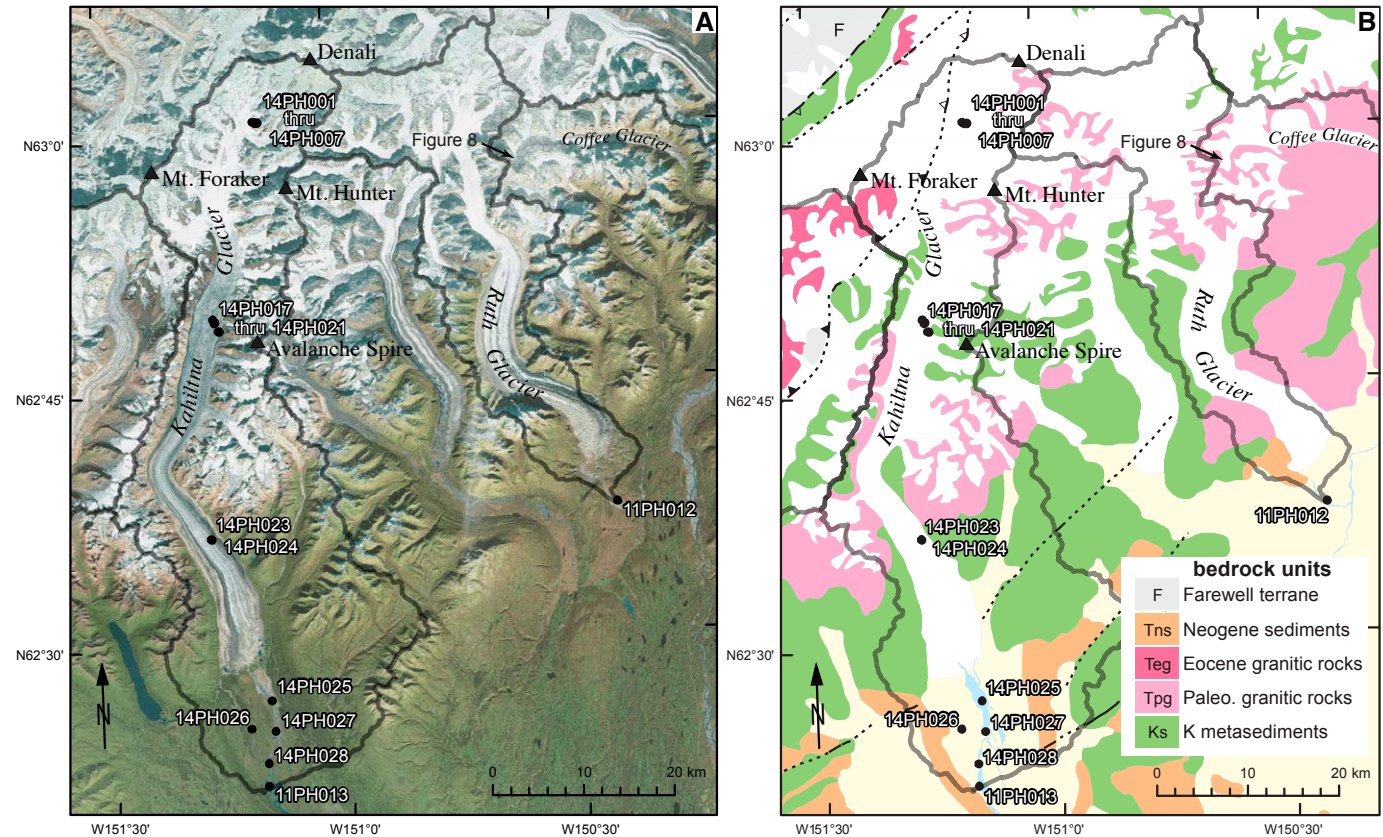 A
Denali
14PH001
thru
14PH007
N63°0'
Figure 8
Coffee Glacier
Mt. Foraker
Mt. Hunter
Glacier
14PH017
thru 14PH021
Avalanche Spire
Ruth
Glacier
Kahiltna
N62°45'
11PH012
14PH023
14PH024
N62°30'
N
14PH025
14PH026
14PH027
14PH028
11PH013
0 10 20 km
W151°30' W151°0' W150°30'
B
F
Denali
14PH001
thru
14PH007
N63°0'
Figure 8
Coffee Glacier
Mt. Foraker
Mt. Hunter
Glacier
14PH017
thru 14PH021
Avalanche Spire
Ruth
Glacier
Kahiltna
N62°45'
11PH012
14PH023
14PH024
bedrock units
F Farewell terrane
Tns Neogene sediments
Teg Eocene granitic rocks
Tpg Paleo. granitic rocks
Ks K metasediments
N62°30'
N
14PH025
14PH026
14PH027
14PH028
11PH013
0 10 20 km
W151°30' W151°0' W150°30'